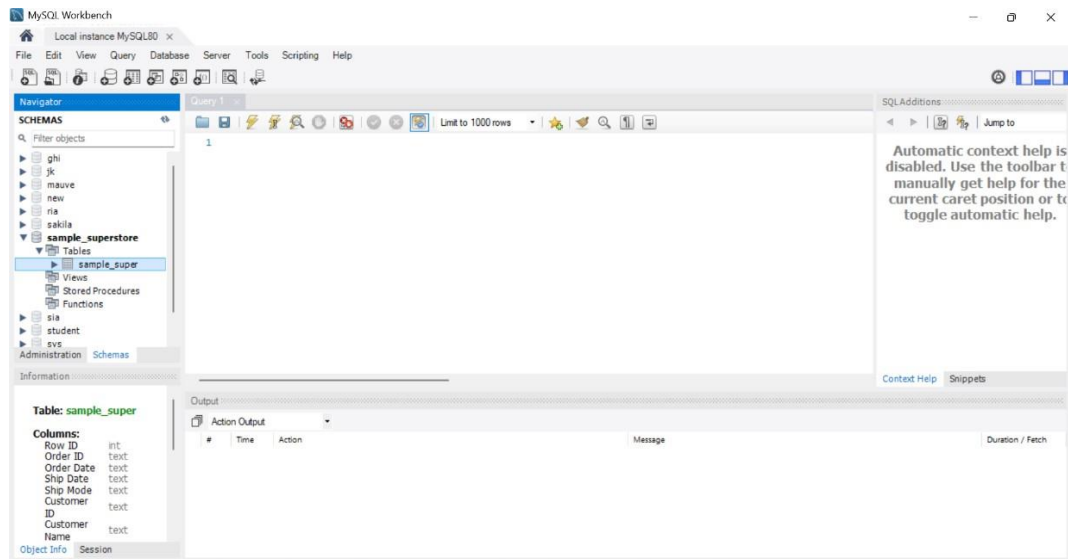 MySQL Workbench
Local instance MySQL80 ×
File Edit View Query Database Server Tools Scripting Help
Navigator
SCHEMAS
Filter objects
ghi
jk
mauve
new
ria
sakila
sample_superstore
Tables
sample_super
Views
Stored Procedures
Functions
sia
student
sys
Administration Schemas
Information
Table: sample_super
Columns:
Row ID int
Order ID text
Order Date text
Ship Date text
Ship Mode text
Customer ID text
Customer Name text
Object Info Session
Query 1 ×
Limit to 1000 rows
1
SQLAdditions
Jump to
Automatic context help is
disabled. Use the toolbar t
manually get help for the
current caret position or to
toggle automatic help.
Context Help Snippets
Output
Action Output
# Time Action Message Duration / Fetch